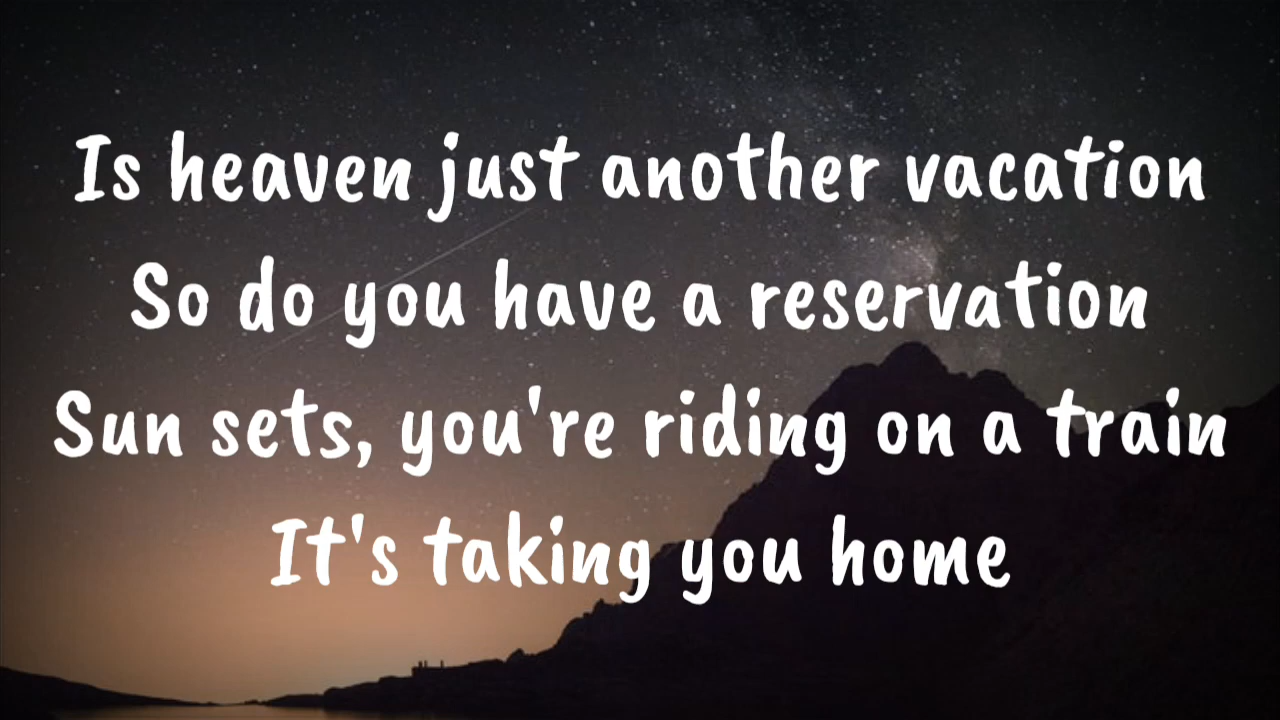 Is heaven just another vacation
So do you have a reservation
Sun sets, you're riding on a train
It's taking you home